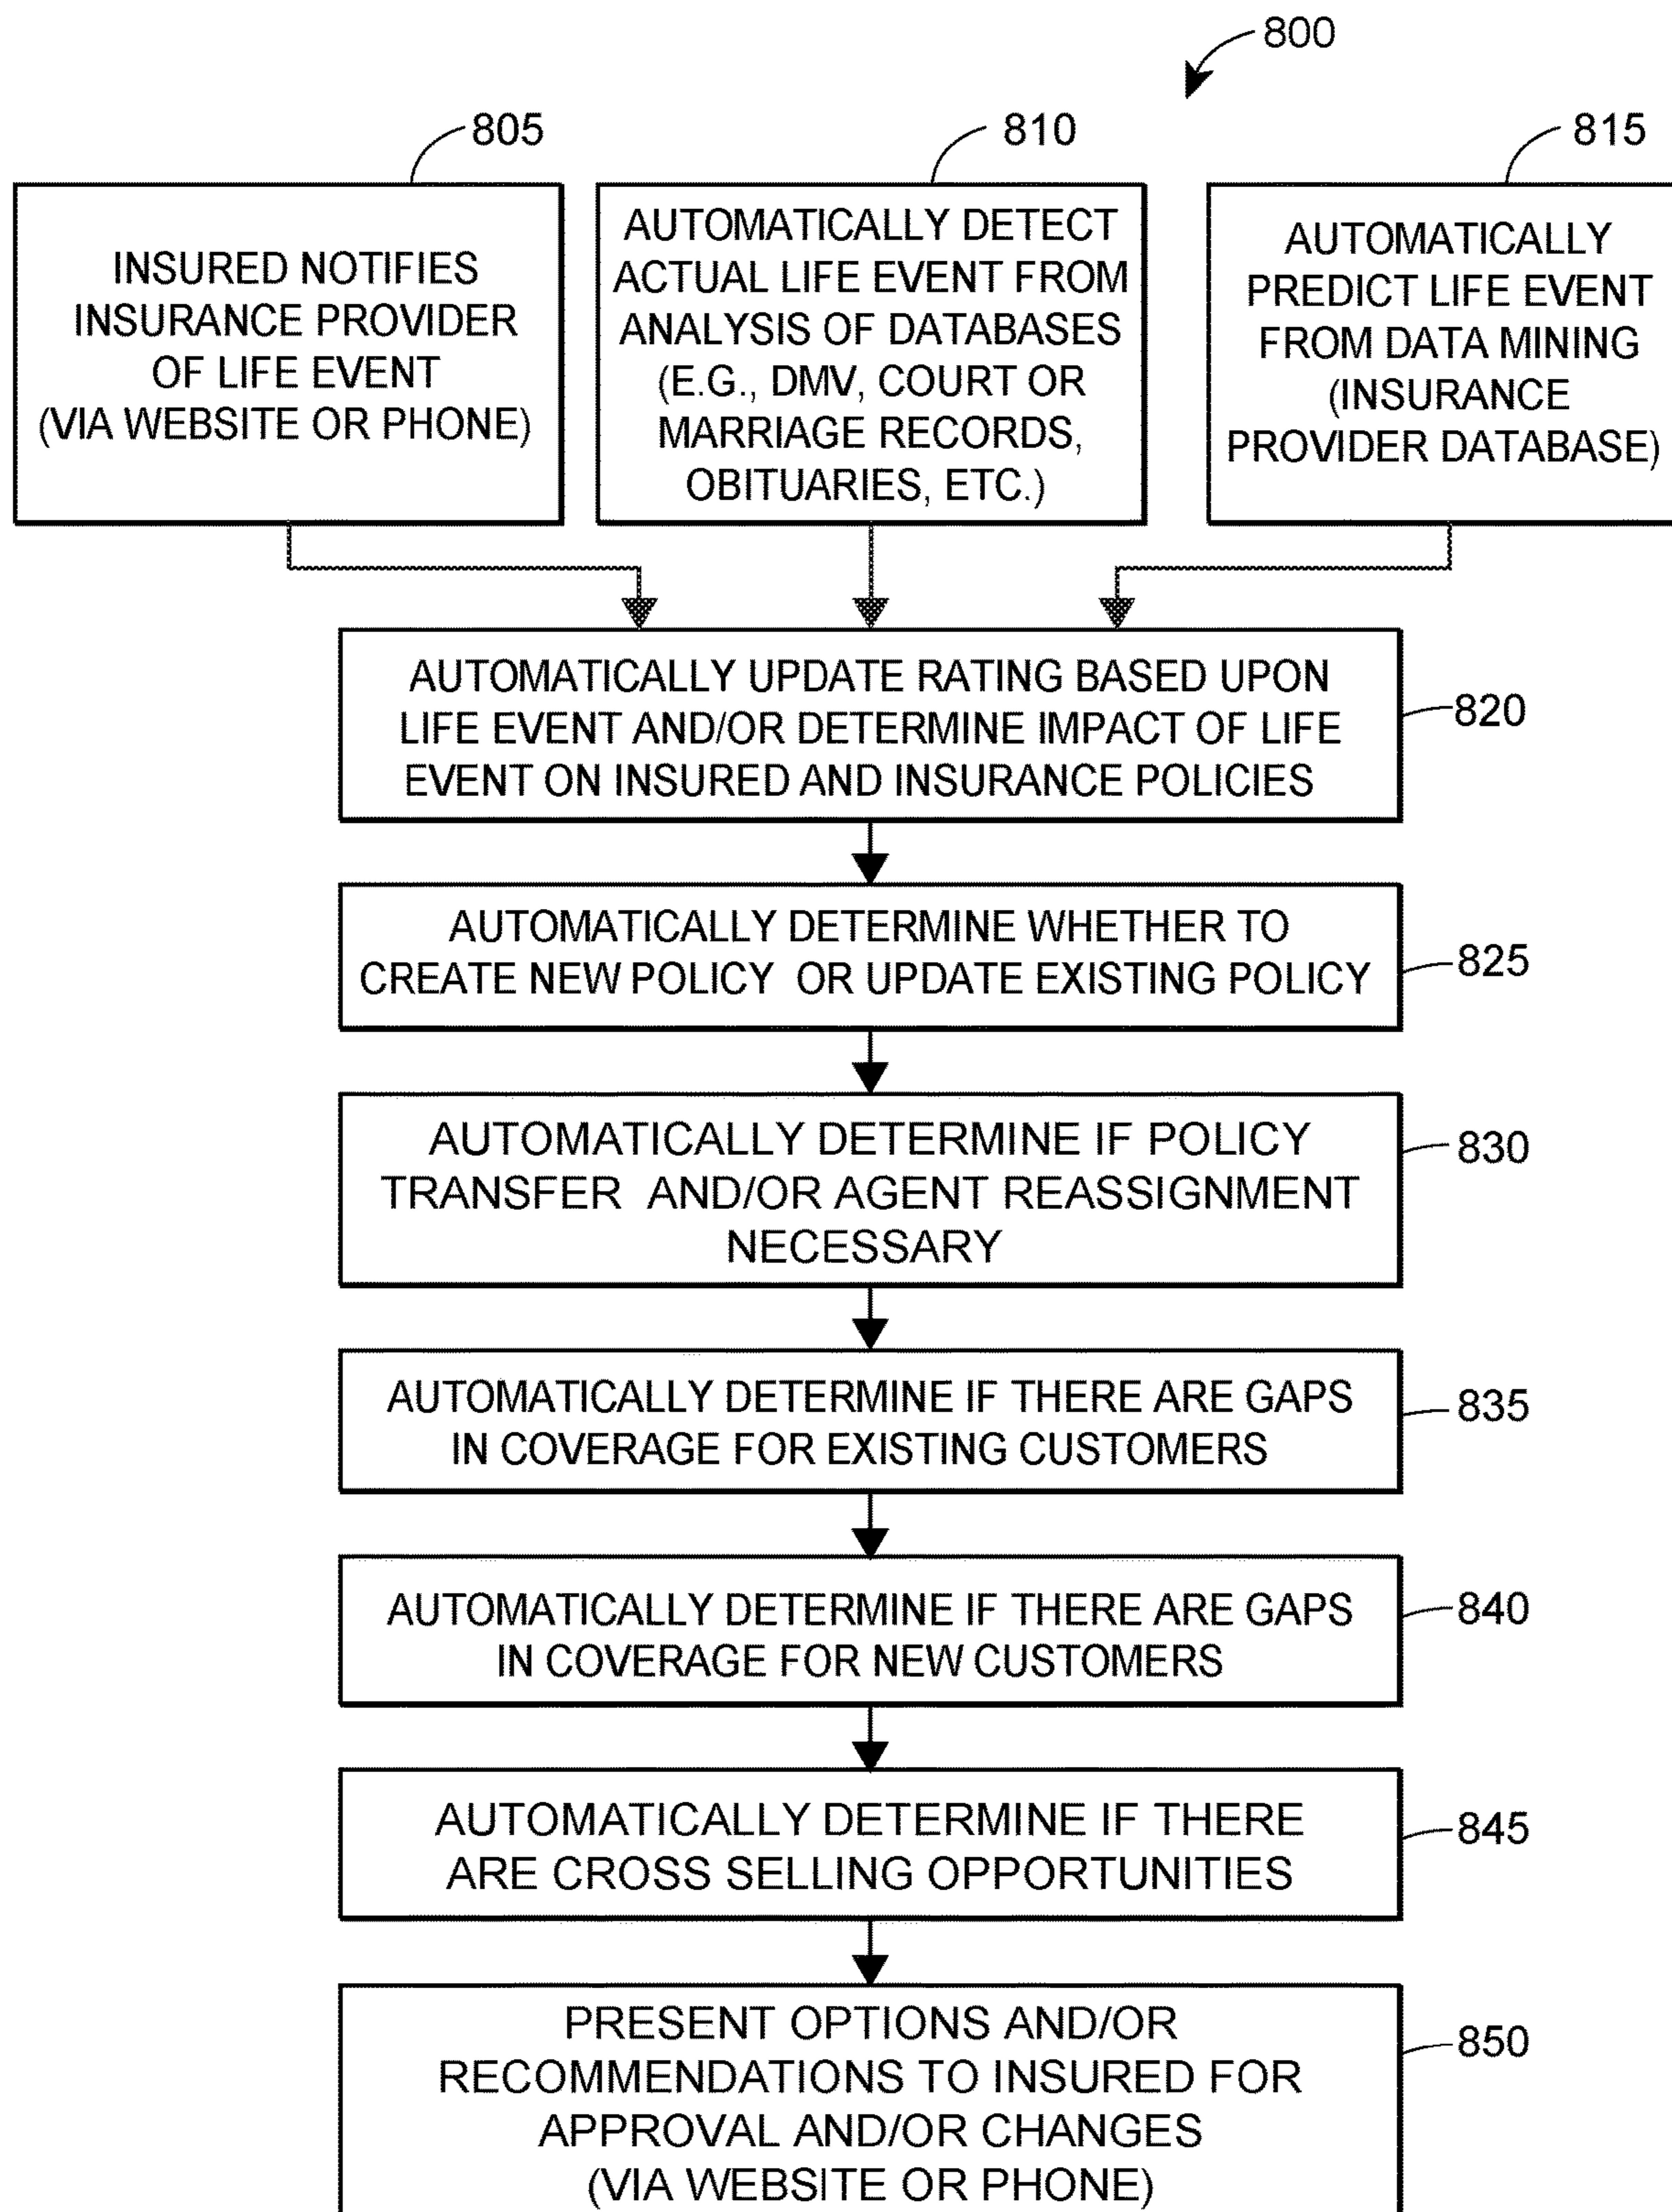 800
805
810
815
INSURED NOTIFIES
INSURANCE PROVIDER
OF LIFE EVENT
(VIA WEBSITE OR PHONE)
AUTOMATICALLY DETECT
ACTUAL LIFE EVENT FROM
ANALYSIS OF DATABASES
(E.G., DMV, COURT OR
MARRIAGE RECORDS,
OBITUARIES, ETC.)
AUTOMATICALLY
PREDICT LIFE EVENT
FROM DATA MINING
(INSURANCE
PROVIDER DATABASE)
AUTOMATICALLY UPDATE RATING BASED UPON
LIFE EVENT AND/OR DETERMINE IMPACT OF LIFE
EVENT ON INSURED AND INSURANCE POLICIES
820
AUTOMATICALLY DETERMINE WHETHER TO
CREATE NEW POLICY OR UPDATE EXISTING POLICY
825
AUTOMATICALLY DETERMINE IF POLICY
TRANSFER AND/OR AGENT REASSIGNMENT
NECESSARY
830
AUTOMATICALLY DETERMINE IF THERE ARE GAPS
IN COVERAGE FOR EXISTING CUSTOMERS
835
AUTOMATICALLY DETERMINE IF THERE ARE GAPS
IN COVERAGE FOR NEW CUSTOMERS
840
AUTOMATICALLY DETERMINE IF THERE
ARE CROSS SELLING OPPORTUNITIES
845
PRESENT OPTIONS AND/OR
RECOMMENDATIONS TO INSURED FOR
APPROVAL AND/OR CHANGES
(VIA WEBSITE OR PHONE)
850